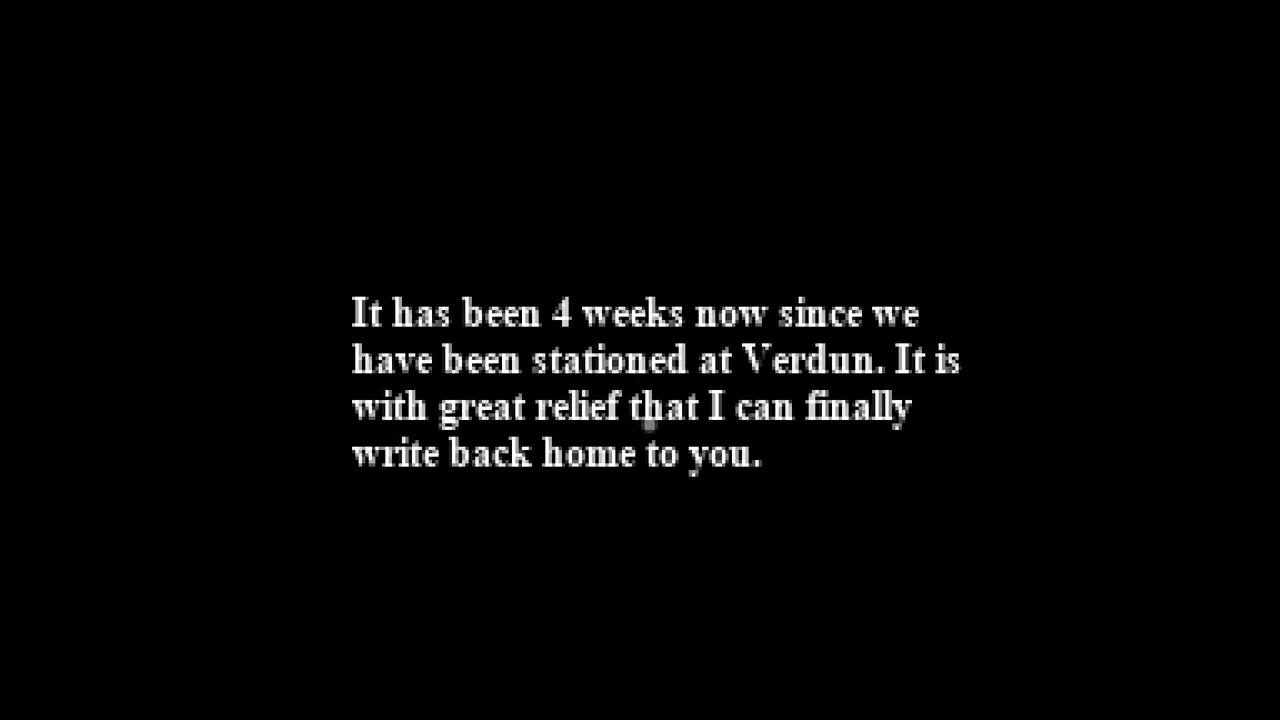 It has been 4 weeks now since we
have been stationed at Verdun. It is
with great relief that I can finally
write back home to you.